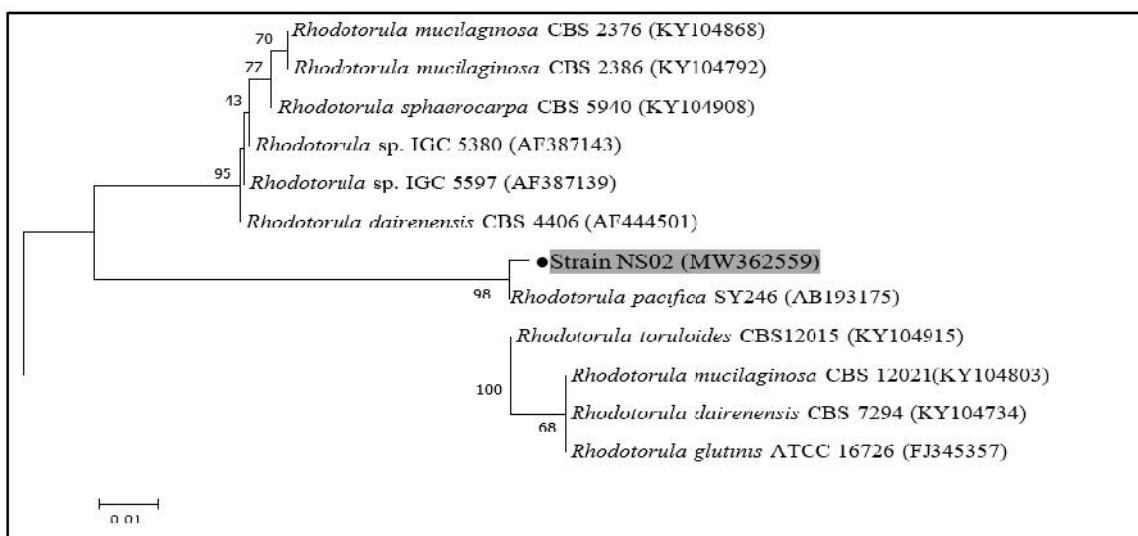 Rhodotorula mucilaginosa CBS 2376 (KY104868)
70
Rhodotorula mucilaginosa CBS 2386 (KY104792)
77
Rhodotorula sphaerocarpa CBS 5940 (KY104908)
43
Rhodotorula sp. IGC 5380 (AF387143)
95
Rhodotorula sp. IGC 5597 (AF387139)
Rhodotorula dairenensis CBS 4406 (AF444501)
●Strain NS02 (MW362559)
98
Rhodotorula pacifica SY246 (AB193175)
Rhodotorula toruloides CBS12015 (KY104915)
Rhodotorula mucilaginosa CBS 12021(KY104803)
100
Rhodotorula dairenensis CBS 7294 (KY104734)
68
Rhodotorula glutinis ATCC 16726 (FJ345357)
0.01